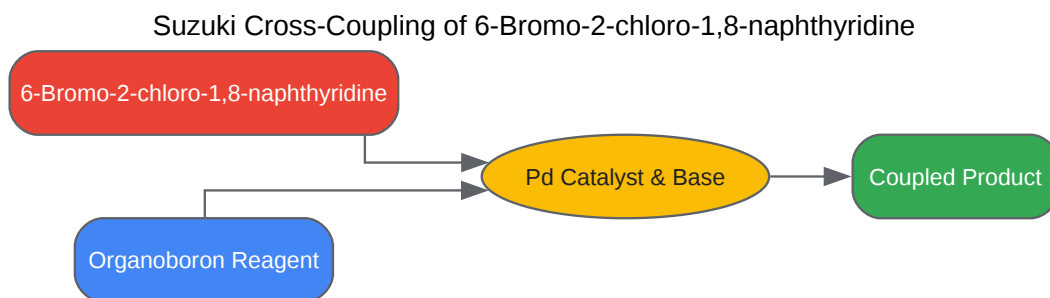 Suzuki Cross-Coupling of 6-Bromo-2-chloro-1,8-naphthyridine
6-Bromo-2-chloro-1,8-naphthyridine
Pd Catalyst & Base
Coupled Product
Organoboron Reagent